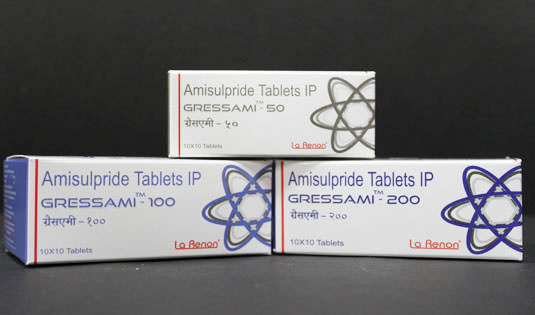 Amisulpride Tablets IP
GRESSAMI™-50
ग्रेसएमी – ५०
10X10 Tablets
La Renon®
Amisulpride Tablets IP
GRESSAMI™-100
ग्रेसएमी – १००
10X10 Tablets
La Renon®
Amisulpride Tablets IP
GRESSAMI™-200
ग्रेसएमी – २००
10X10 Tablets
La Renon®